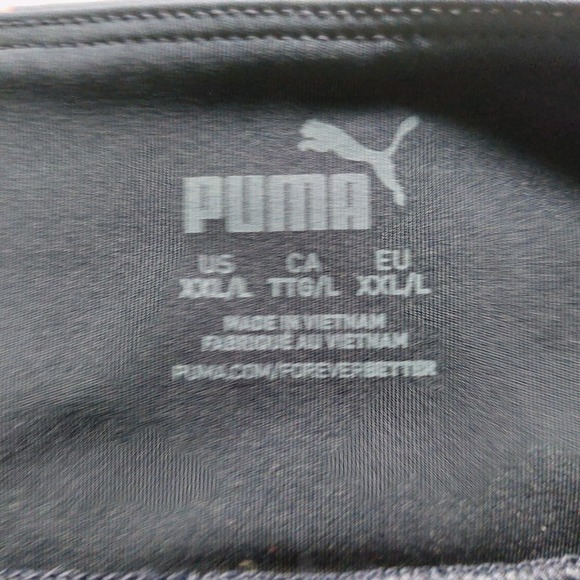 PUMA
US CA EU
XXL/L TTG/L XXL/L
MADE IN VIETNAM
FABRIQUÉ AU VIETNAM
PUMA.COM/FOREVERBETTER